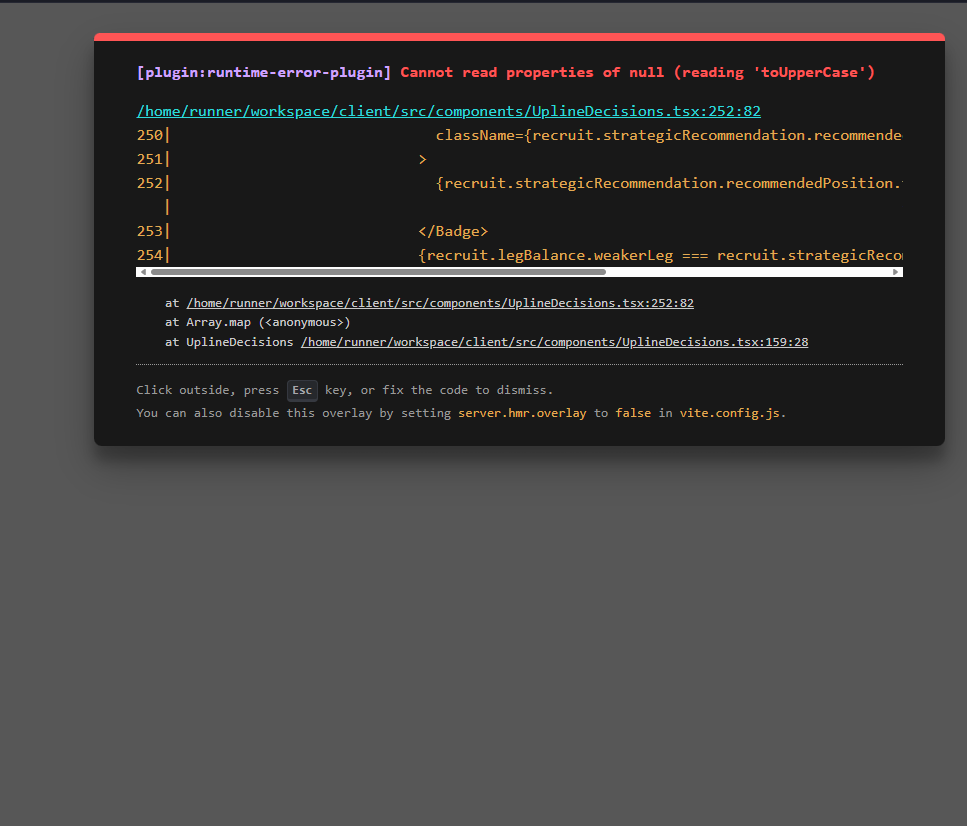 [plugin:runtime-error-plugin] Cannot read properties of null (reading 'toUpperCase')
/home/runner/workspace/client/src/components/UplineDecisions.tsx:252:82
250| className={recruit.strategicRecommendation.recommende
251| >
252| {recruit.strategicRecommendation.recommendedPosition.
|
253| </Badge>
254| {recruit.legBalance.weakerLeg === recruit.strategicReco
at /home/runner/workspace/client/src/components/UplineDecisions.tsx:252:82
at Array.map (<anonymous>)
at UplineDecisions /home/runner/workspace/client/src/components/UplineDecisions.tsx:159:28
Click outside, press Esc key, or fix the code to dismiss.
You can also disable this overlay by setting server.hmr.overlay to false in vite.config.js.